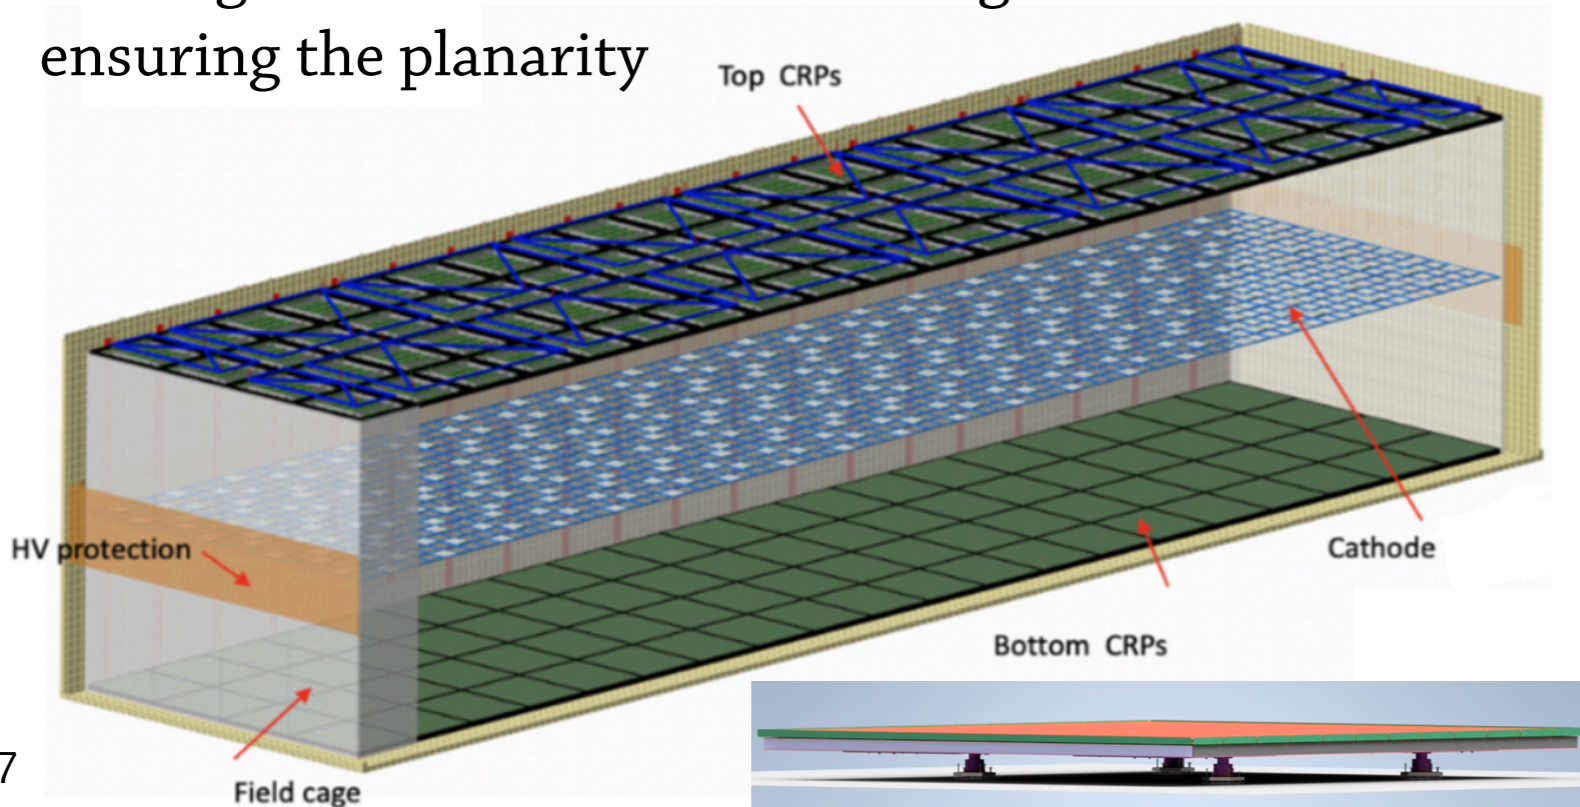 ensuring the planarity
Top CRPs
HV protection
Cathode
Bottom CRPs
7
Field cage